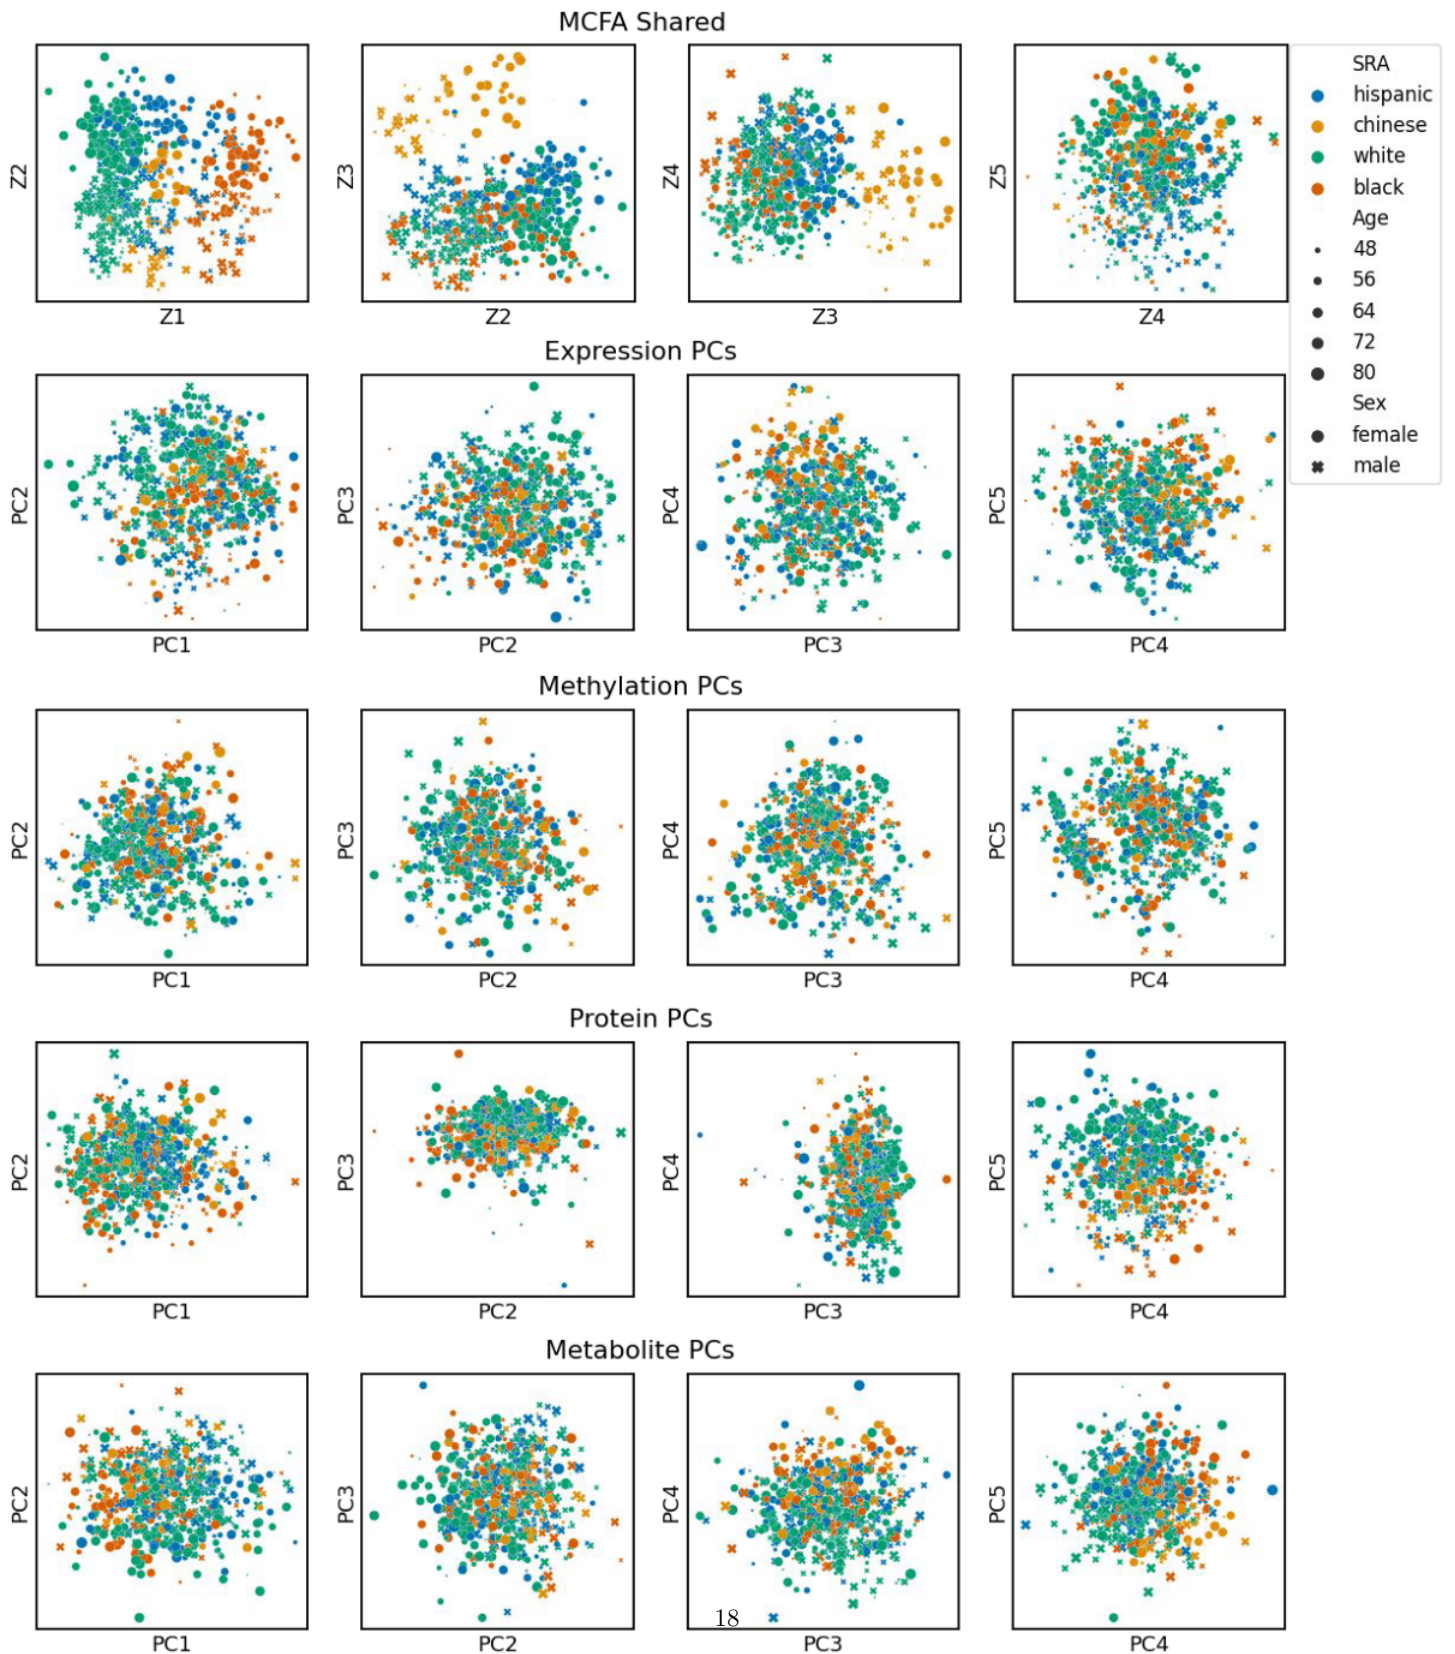 MCFA Shared
Z2
Z1
Z3
Z2
Z4
Z3
Z5
Z4
SRA
hispanic
chinese
white
black
Age
48
56
64
72
80
Sex
female
male
Expression PCs
PC2
PC1
PC3
PC2
PC4
PC3
PC5
PC4
Methylation PCs
PC2
PC1
PC3
PC2
PC4
PC3
PC5
PC4
Protein PCs
PC2
PC1
PC3
PC2
PC4
PC3
PC5
PC4
Metabolite PCs
PC2
PC1
PC3
PC2
PC4
PC3
PC5
PC4
18